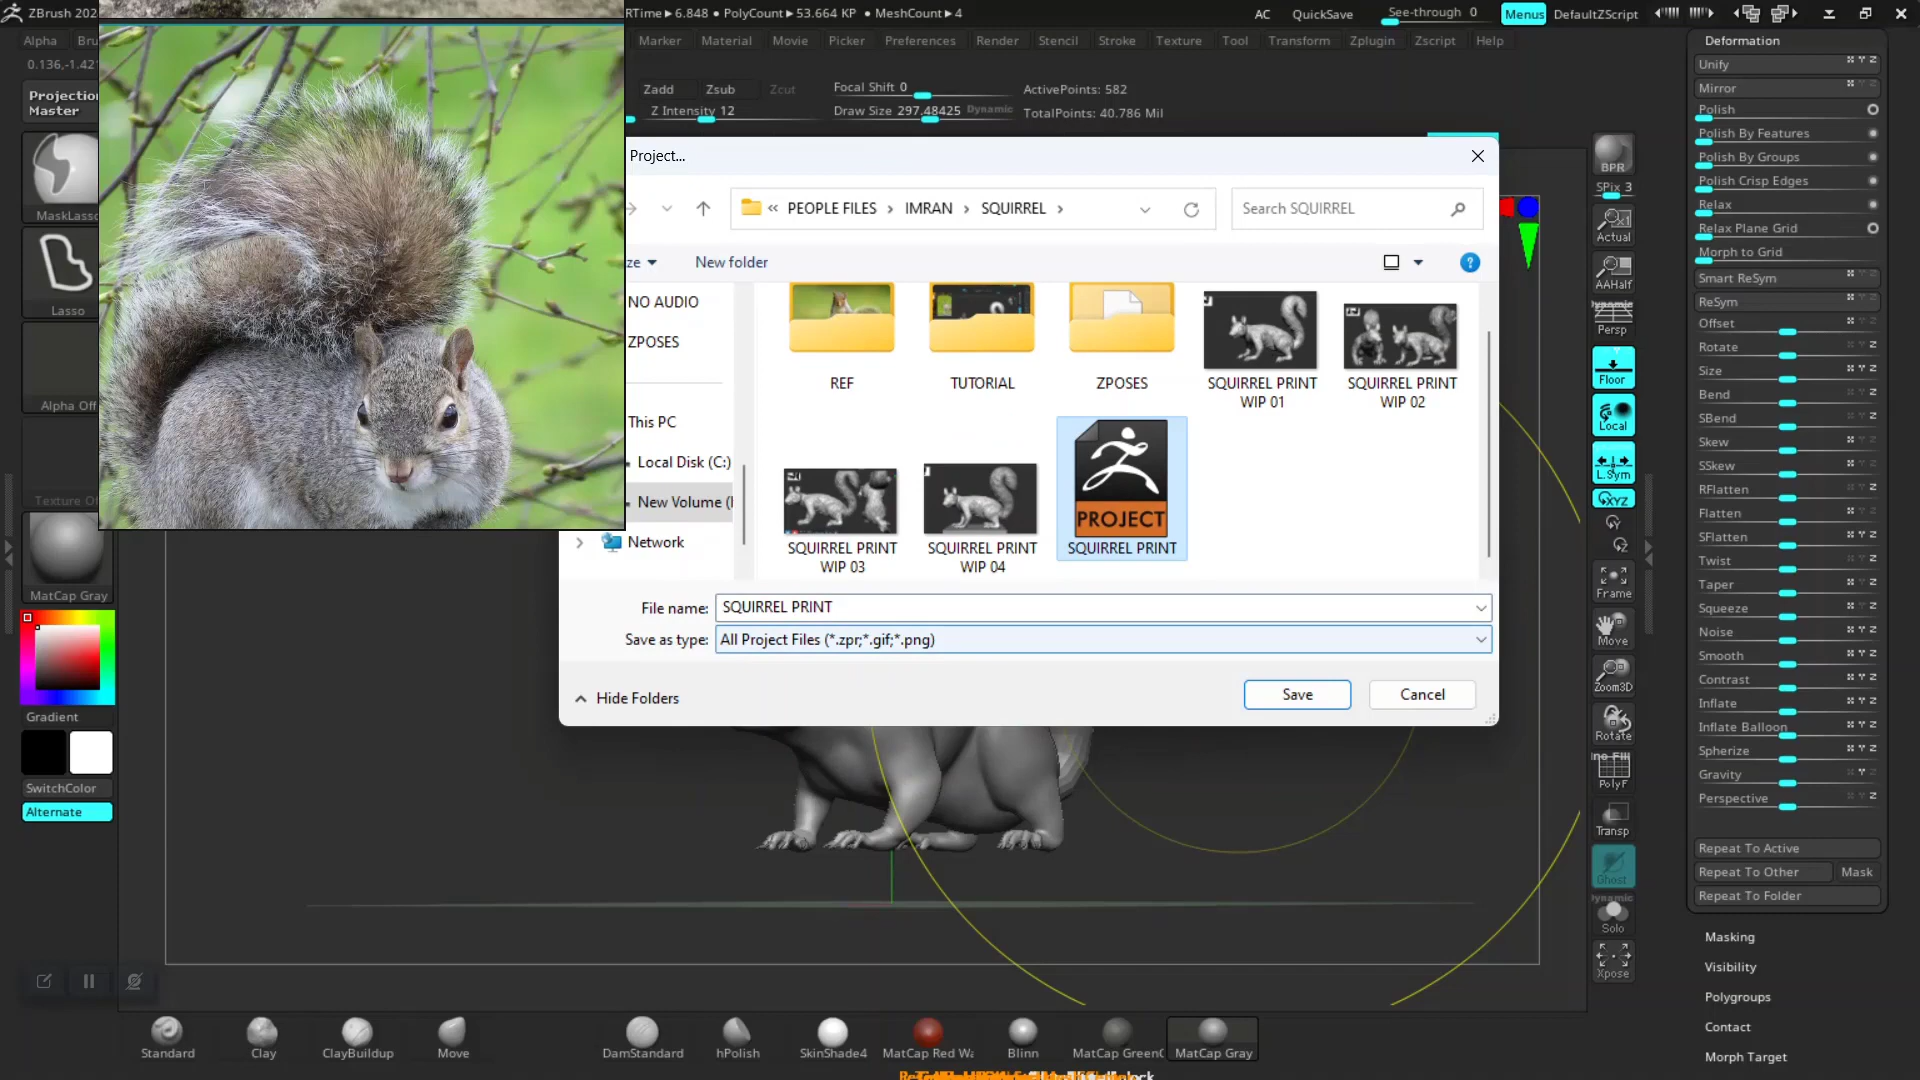 ZBrush 202
RTime►6.848 ● PolyCount►53.664 KP ● MeshCount►4
AC
QuickSave
See-through 0
Menus
DefaultZScript
Alpha
Bru
Marker
Material
Movie
Picker
Preferences
Render
Stencil
Stroke
Texture
Tool
Transform
Zplugin
Zscript
Help
Zadd
Zsub
Zcut
Z Intensity 12
Focal Shift 0
Draw Size 297.48425
Dynamic
ActivePoints: 582
TotalPoints: 40.786 Mil
Projection
Master
MaskLasso
Lasso
Alpha Off
MatCap Gray
Gradient
SwitchColor
Alternate
Project...
« PEOPLE FILES › IMRAN › SQUIRREL ›
Search SQUIRREL
ze
New folder
NO AUDIO
ZPOSES
This PC
Local Disk (C:)
New Volume (
Network
REF
TUTORIAL
ZPOSES
SQUIRREL PRINT
WIP 01
SQUIRREL PRINT
WIP 02
SQUIRREL PRINT
WIP 03
SQUIRREL PRINT
WIP 04
PROJECT
SQUIRREL PRINT
File name: SQUIRREL PRINT
Save as type: All Project Files (*.zpr;*.gif;*.png)
Hide Folders
Save
Cancel
BPR
SPix 3
Actual
AAHalf
Dynamic
Persp
Floor
Local
L.Sym
XYZ
Frame
Move
Zoom3D
Rotate
PolyF
Transp
Ghost
Dynamic
Solo
Xpose
Deformation
Unify
Mirror
Polish
Polish By Features
Polish By Groups
Polish Crisp Edges
Relax
Relax Plane Grid
Morph to Grid
Smart ReSym
ReSym
Offset
Rotate
Size
Bend
SBend
Skew
SSkew
RFlatten
Flatten
SFlatten
Twist
Taper
Squeeze
Noise
Smooth
Contrast
Inflate
Inflate Balloon
Spherize
Gravity
Perspective
Repeat To Active
Repeat To Other
Mask
Repeat To Folder
Masking
Visibility
Polygroups
Contact
Morph Target
Standard
Clay
ClayBuildup
Move
DamStandard
hPolish
SkinShade4
MatCap Red Wa
Blinn
MatCap GreenC
MatCap Gray